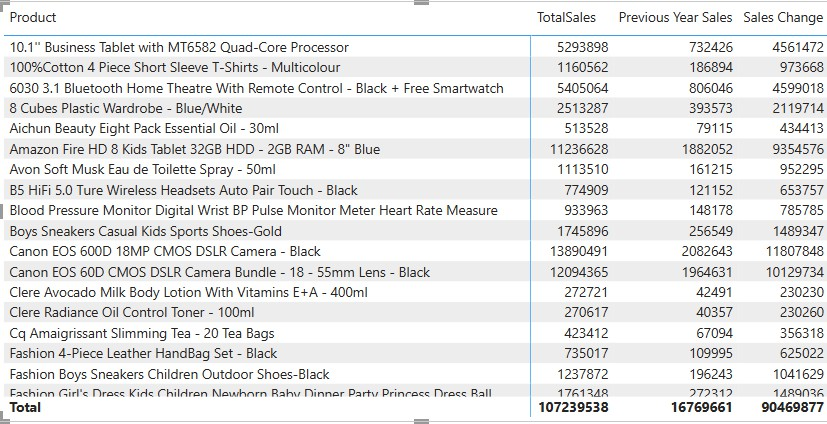 Product TotalSales Previous Year Sales Sales Change
10.1'' Business Tablet with MT6582 Quad-Core Processor 5293898 732426 4561472
100%Cotton 4 Piece Short Sleeve T-Shirts - Multicolour 1160562 186894 973668
6030 3.1 Bluetooth Home Theatre With Remote Control - Black + Free Smartwatch 5405064 806046 4599018
8 Cubes Plastic Wardrobe - Blue/White 2513287 393573 2119714
Aichun Beauty Eight Pack Essential Oil - 30ml 513528 79115 434413
Amazon Fire HD 8 Kids Tablet 32GB HDD - 2GB RAM - 8" Blue 11236628 1882052 9354576
Avon Soft Musk Eau de Toilette Spray - 50ml 1113510 161215 952295
B5 HiFi 5.0 Ture Wireless Headsets Auto Pair Touch - Black 774909 121152 653757
Blood Pressure Monitor Digital Wrist BP Pulse Monitor Meter Heart Rate Measure 933963 148178 785785
Boys Sneakers Casual Kids Sports Shoes-Gold 1745896 256549 1489347
Canon EOS 600D 18MP CMOS DSLR Camera - Black 13890491 2082643 11807848
Canon EOS 60D CMOS DSLR Camera Bundle - 18 - 55mm Lens - Black 12094365 1964631 10129734
Clere Avocado Milk Body Lotion With Vitamins E+A - 400ml 272721 42491 230230
Clere Radiance Oil Control Toner - 100ml 270617 40357 230260
Cq Amaigrissant Slimming Tea - 20 Tea Bags 423412 67094 356318
Fashion 4-Piece Leather HandBag Set - Black 735017 109995 625022
Fashion Boys Sneakers Children Outdoor Shoes-Black 1237872 196243 1041629
Fashion Girl's Dress Kids Children Newborn Baby Dinner Party Princess Dress Ball 1761348 272312 1489036
Total 107239538 16769661 90469877